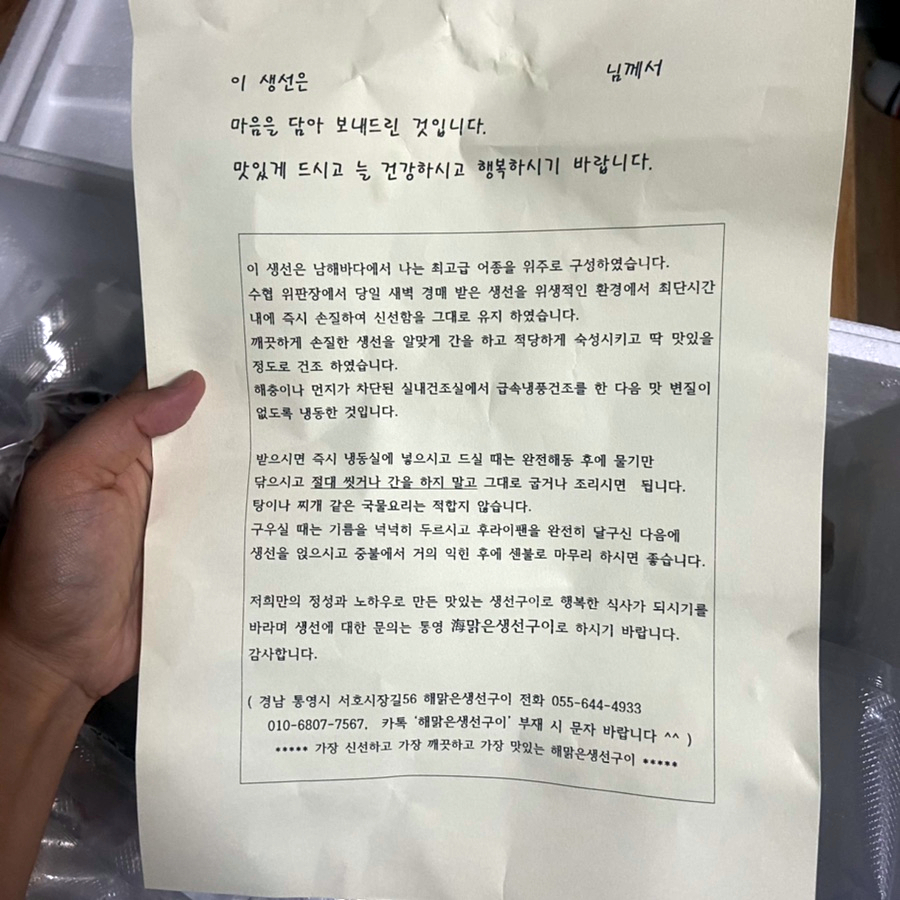 이 생선은 님께서
마음을 담아 보내드린 것입니다.
맛있게 드시고 늘 건강하시고 행복하시기 바랍니다.
이 생선은 남해바다에서 나는 최고급 어종을 위주로 구성하였습니다.
수협 위판장에서 당일 새벽 경매 받은 생선을 위생적인 환경에서 최단시간
내에 즉시 손질하여 신선함을 그대로 유지 하였습니다.
깨끗하게 손질한 생선을 알맞게 간을 하고 적당하게 숙성시키고 딱 맛있을
정도로 건조 하였습니다.
해충이나 먼지가 차단된 실내건조실에서 급속냉풍건조를 한 다음 맛 변질이
없도록 냉동한 것입니다.
받으시면 즉시 냉동실에 넣으시고 드실 때는 완전해동 후에 물기만
닦으시고 절대 씻거나 간을 하지 말고 그대로 굽거나 조리시면 됩니다.
탕이나 찌개 같은 국물요리는 적합지 않습니다.
구우실 때는 기름을 넉넉히 두르시고 후라이팬을 완전히 달구신 다음에
생선을 얹으시고 중불에서 거의 익힌 후에 센불로 마무리 하시면 좋습니다.
저희만의 정성과 노하우로 만든 맛있는 생선구이로 행복한 식사가 되시기를
바라며 생선에 대한 문의는 통영 海맑은생선구이로 하시기 바랍니다.
감사합니다.
( 경남 통영시 서호시장길56 해맑은생선구이 전화 055-644-4933
010-6807-7567, 카톡 '해맑은생선구이' 부재 시 문자 바랍니다 ^^ )
***** 가장 신선하고 가장 깨끗하고 가장 맛있는 해맑은생선구이 *****